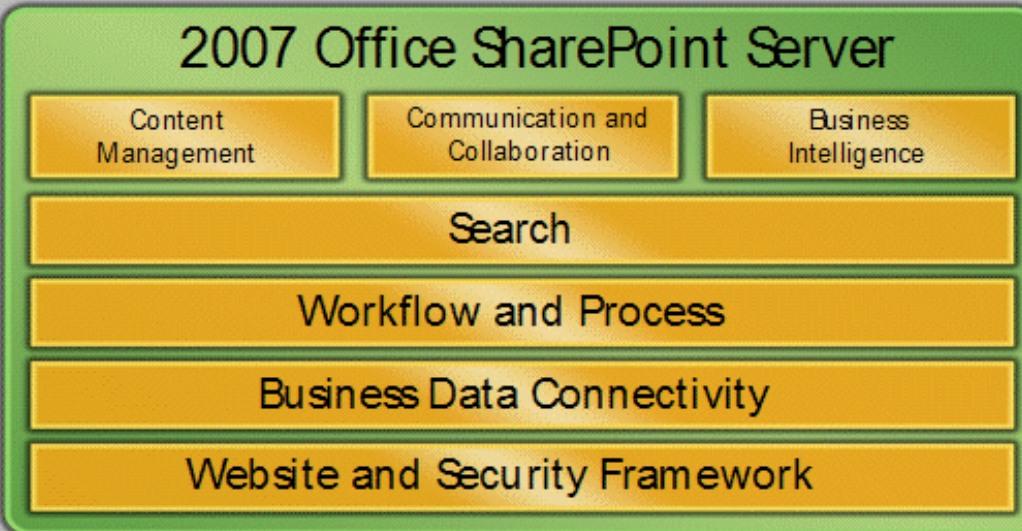 2007 Office SharePoint Server
Content
Management
Communication and
Collaboration
Business
Intelligence
Search
Workflow and Process
Business Data Connectivity
Website and Security Framework